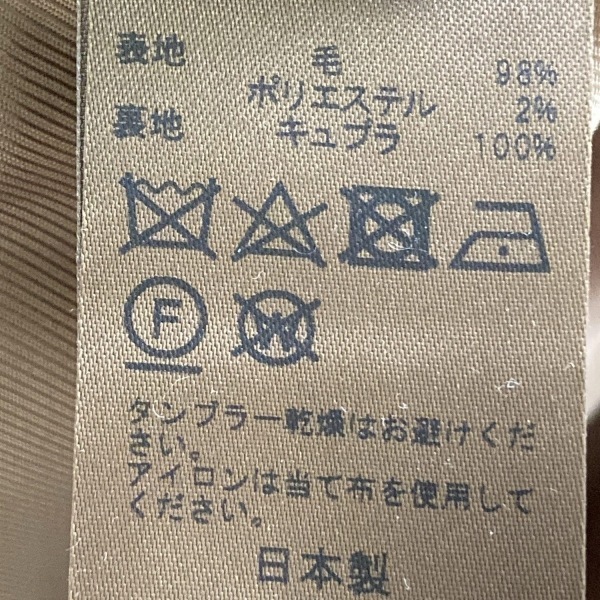 表地 毛 98%
ポリエステル 2%
裏地 キュプラ 100%
F W
タンブラー乾燥はお避けくだ
さい。
アイロンは当て布を使用して
ください。
日本製